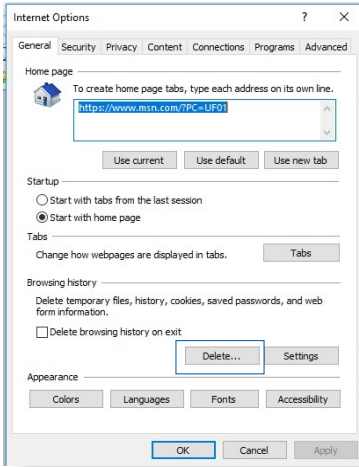 Internet Options ? ×
General Security Privacy Content Connections Programs Advanced
Home page
To create home page tabs, type each address on its own line.
https://www.msn.com/?PC=UF01
Use current Use default Use new tab
Startup
Start with tabs from the last session
Start with home page
Tabs
Change how webpages are displayed in tabs. Tabs
Browsing history
Delete temporary files, history, cookies, saved passwords, and web
form information.
Delete browsing history on exit
Delete... Settings
Appearance
Colors Languages Fonts Accessibility
OK Cancel Apply